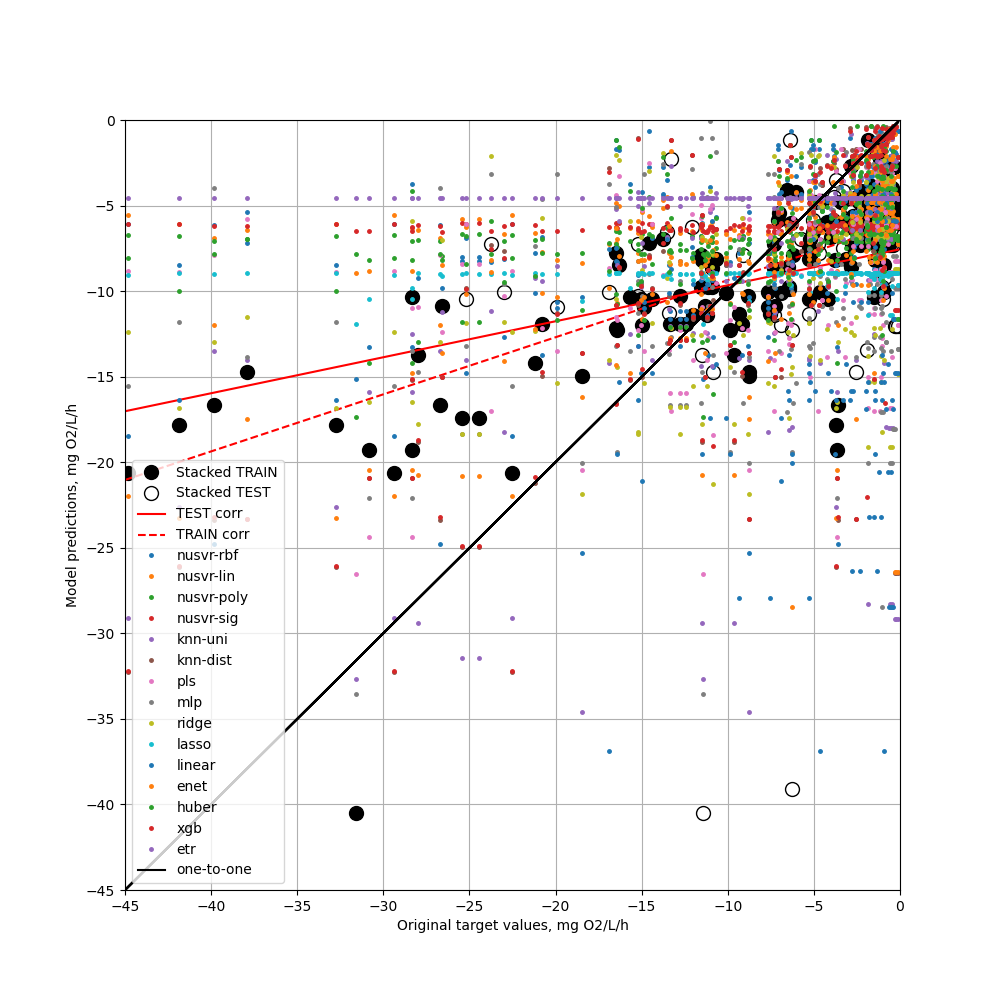 0
−5
−10
−15
−20
−25
−30
−35
−40
−45
Model predictions, mg O2/L/h
Stacked TRAIN
Stacked TEST
TEST corr
TRAIN corr
nusvr-rbf
nusvr-lin
nusvr-poly
nusvr-sig
knn-uni
knn-dist
pls
mlp
ridge
lasso
linear
enet
huber
xgb
etr
one-to-one
−45 −40 −35 −30 −25 −20 −15 −10 −5 0
Original target values, mg O2/L/h